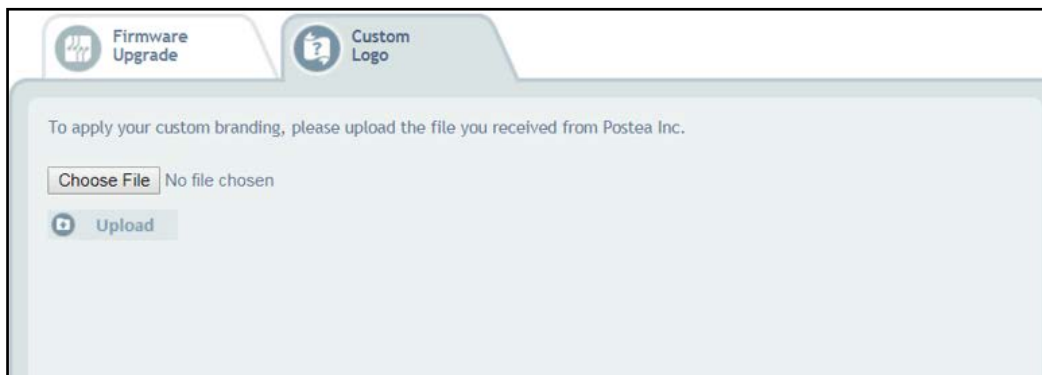 Firmware
Upgrade
Custom
Logo
To apply your custom branding, please upload the file you received from Postea Inc.
Choose File No file chosen
Upload